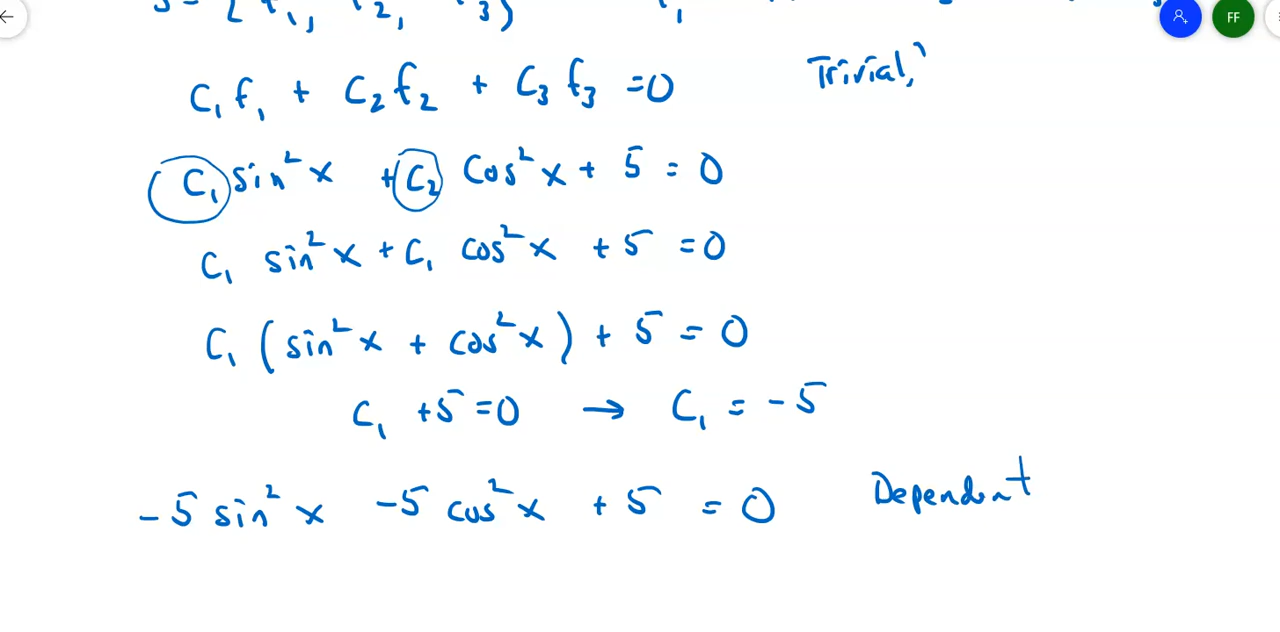 FF
C₁f₁ + C₂f₂ + C₃f₃ =0 Trivial,
C₁ sin²x + C₂ cos²x + 5 = 0
C₁ sin²x + C₁ cos²x + 5 = 0
C₁ (sin²x + cos²x) + 5 = 0
C₁ +5 =0 → C₁ = -5
-5 sin²x -5 cos²x + 5 = 0 Dependent